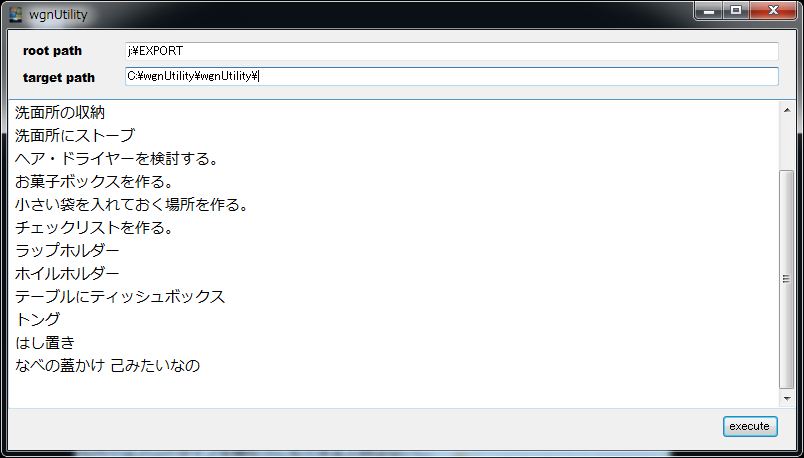 wgnUtility
root path
j:¥EXPORT
target path
C:¥wgnUtility¥wgnUtility¥
洗面所の収納
洗面所にストーブ
ヘア・ドライヤーを検討する。
お菓子ボックスを作る。
小さい袋を入れておく場所を作る。
チェックリストを作る。
ラップホルダー
ホイルホルダー
テーブルにティッシュボックス
トング
はし置き
なべの蓋かけ 己みたいなの
execute